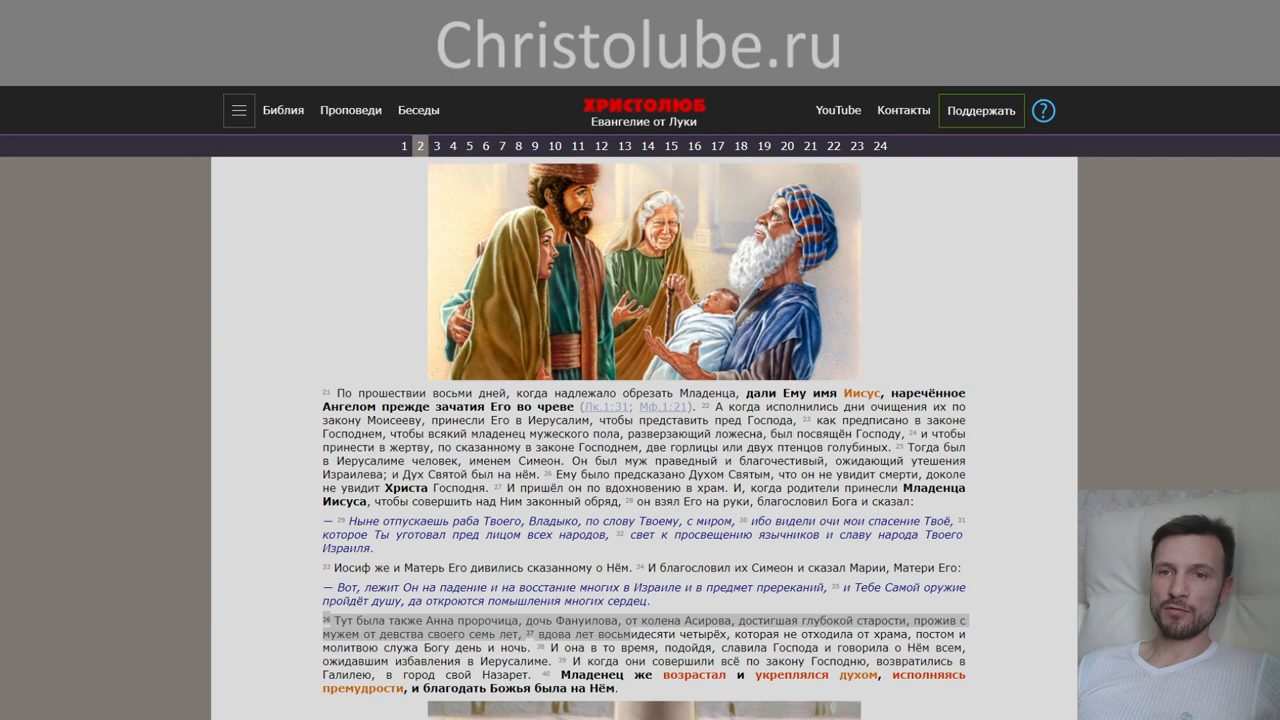 Christolube.ru
Библия Проповеди Беседы ХРИСТОЛЮБ YouTube Контакты Поддержать ?
Евангелие от Луки
1 2 3 4 5 6 7 8 9 10 11 12 13 14 15 16 17 18 19 20 21 22 23 24
21 По прошествии восьми дней, когда надлежало обрезать Младенца, дали Ему имя Иисус, наречённое
Ангелом прежде зачатия Его во чреве (Лк.1:31; Мф.1:21). 22 А когда исполнились дни очищения их по
закону Моисееву, принесли Его в Иерусалим, чтобы представить пред Господа, 23 как предписано в законе
Господнем, чтобы всякий младенец мужеского пола, разверзающий ложесна, был посвящён Господу, 24 и чтобы
принести в жертву, по сказанному в законе Господнем, две горлицы или двух птенцов голубиных. 25 Тогда был
в Иерусалиме человек, именем Симеон. Он был муж праведный и благочестивый, ожидающий утешения
Израилева; и Дух Святой был на нём. 26 Ему было предсказано Духом Святым, что он не увидит смерти, доколе
не увидит Христа Господня. 27 И пришёл он по вдохновению в храм. И, когда родители принесли Младенца
Иисуса, чтобы совершить над Ним законный обряд, 28 он взял Его на руки, благословил Бога и сказал:
— 29 Ныне отпускаешь раба Твоего, Владыко, по слову Твоему, с миром, 30 ибо видели очи мои спасение Твоё, 31
которое Ты уготовал пред лицом всех народов, 32 свет к просвещению язычников и славу народа Твоего
Израиля.
33 Иосиф же и Матерь Его дивились сказанному о Нём. 34 И благословил их Симеон и сказал Марии, Матери Его:
— Вот, лежит Он на падение и на восстание многих в Израиле и в предмет пререканий, 35 и Тебе Самой оружие
пройдёт душу, да откроются помышления многих сердец.
36 Тут была также Анна пророчица, дочь Фануилова, от колена Асирова, достигшая глубокой старости, прожив с
мужем от девства своего семь лет, 37 вдова лет восьмидесяти четырёх, которая не отходила от храма, постом и
молитвою служа Богу день и ночь. 38 И она в то время, подойдя, славила Господа и говорила о Нём всем,
ожидавшим избавления в Иерусалиме. 39 И когда они совершили всё по закону Господню, возвратились в
Галилею, в город свой Назарет. 40 Младенец же возрастал и укреплялся духом, исполняясь
премудрости, и благодать Божья была на Нём.